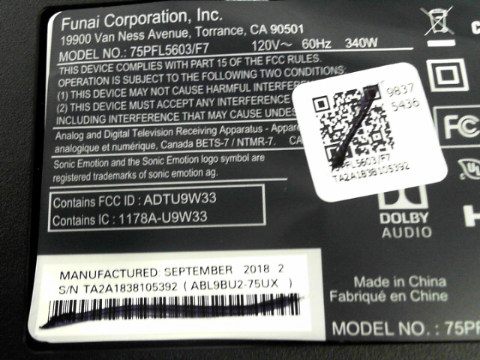 Funai Corporation, Inc.
19900 Van Ness Avenue, Torrance, CA 90501
MODEL NO.: 75PFL5603/F7 120V~ 60Hz 340W
THIS DEVICE COMPLIES WITH PART 15 OF THE FCC RULES.
OPERATION IS SUBJECT TO THE FOLLOWING TWO CONDITIONS:
(1) THIS DEVICE MAY NOT CAUSE HARMFUL INTERFERENCE
(2) THIS DEVICE MUST ACCEPT ANY INTERFERENCE
INCLUDING INTERFERENCE THAT MAY CAUSE
Analog and Digital Television Receiving Apparatus -
analogique et numérique, Canada BETS-7 / NTMR-7.
Sonic Emotion and the Sonic Emotion logo symbol are
registered trademarks of sonic emotion ag.
Contains FCC ID : ADTU9W33
Contains IC : 1178A-U9W33
MANUFACTURED: SEPTEMBER 2018 2
S/N TA2A1838105392 ( ABL9BU2-75UX )
9837
5436
PFL5603/F7
TA2A1838105392
FC
DOLBY
AUDIO
Made in China
Fabriqué en Chine
MODEL NO. : 75PF